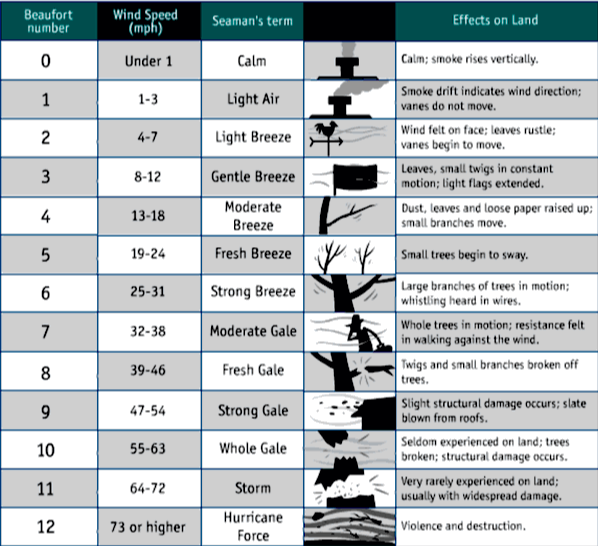 Beaufort
number
Wind Speed
(mph)
Seaman's term
Effects on Land
0
Under 1
Calm
Calm; smoke rises vertically.
1
1-3
Light Air
Smoke drift indicates wind direction;
vanes do not move.
2
4-7
Light Breeze
Wind felt on face; leaves rustle;
vanes begin to move.
3
8-12
Gentle Breeze
Leaves, small twigs in constant
motion; light flags extended.
4
13-18
Moderate
Breeze
Dust, leaves and loose paper raised up;
small branches move.
5
19-24
Fresh Breeze
Small trees begin to sway.
6
25-31
Strong Breeze
Large branches of trees in motion;
whistling heard in wires.
7
32-38
Moderate Gale
Whole trees in motion; resistance felt
in walking against the wind.
8
39-46
Fresh Gale
Twigs and small branches broken off
trees.
9
47-54
Strong Gale
Slight structural damage occurs; slate
blown from roofs.
10
55-63
Whole Gale
Seldom experienced on land; trees
broken; structural damage occurs.
11
64-72
Storm
Very rarely experienced on land;
usually with widespread damage.
12
73 or higher
Hurricane
Force
Violence and destruction.